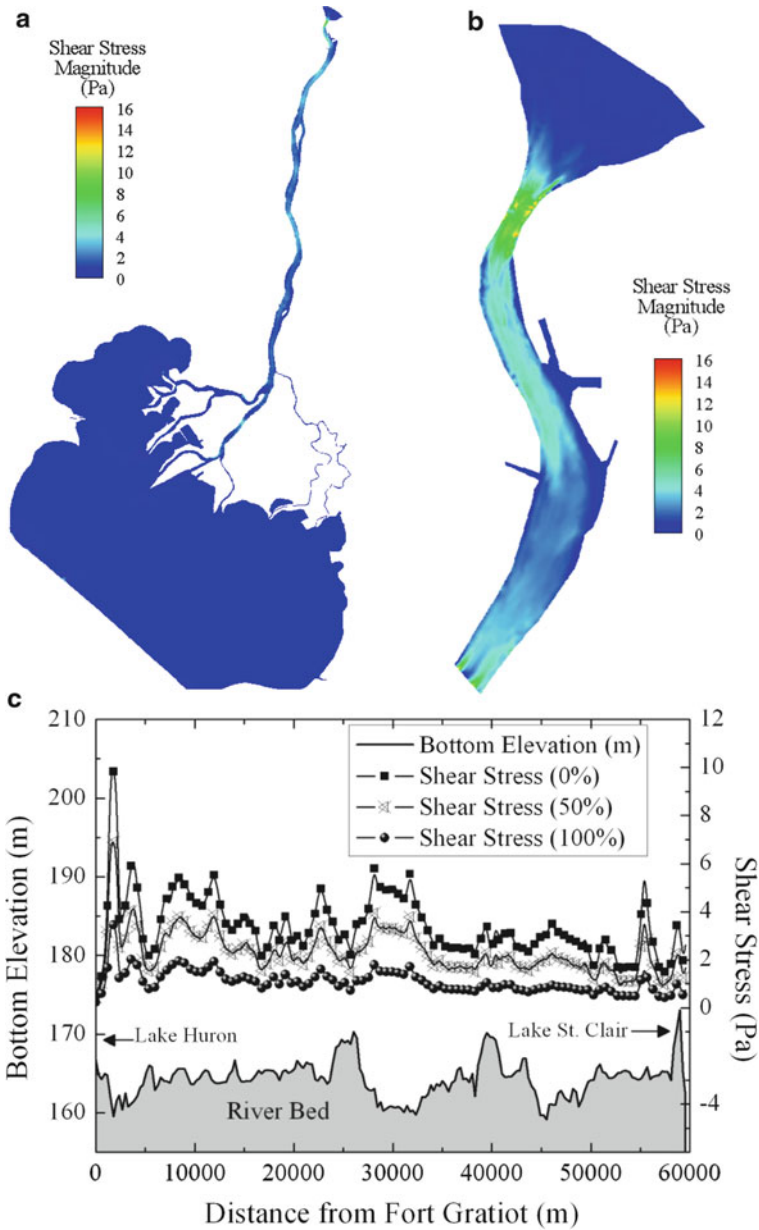 a
Shear Stress
Magnitude
(Pa)
16
14
12
10
8
6
4
2
0
b
Shear Stress
Magnitude
(Pa)
16
14
12
10
8
6
4
2
0
c
Bottom Elevation (m)
210
200
190
180
170
160
Bottom Elevation (m)
Shear Stress (0%)
Shear Stress (50%)
Shear Stress (100%)
Lake Huron
Lake St. Clair
River Bed
12
10
8
6
4
2
0
-4
Shear Stress (Pa)
0
10000
20000
30000
40000
50000
60000
Distance from Fort Gratiot (m)